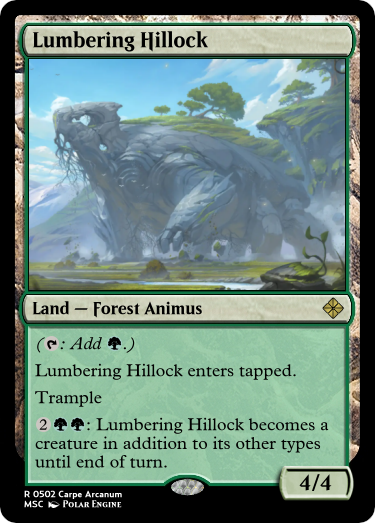 Lumbering Hillock
Land — Forest Animus
(: Add .)
Lumbering Hillock enters tapped.
Trample
2: Lumbering Hillock becomes a
creature in addition to its other types
until end of turn.
4/4
R 0502 Carpe Arcanum
MSC Polar Engine